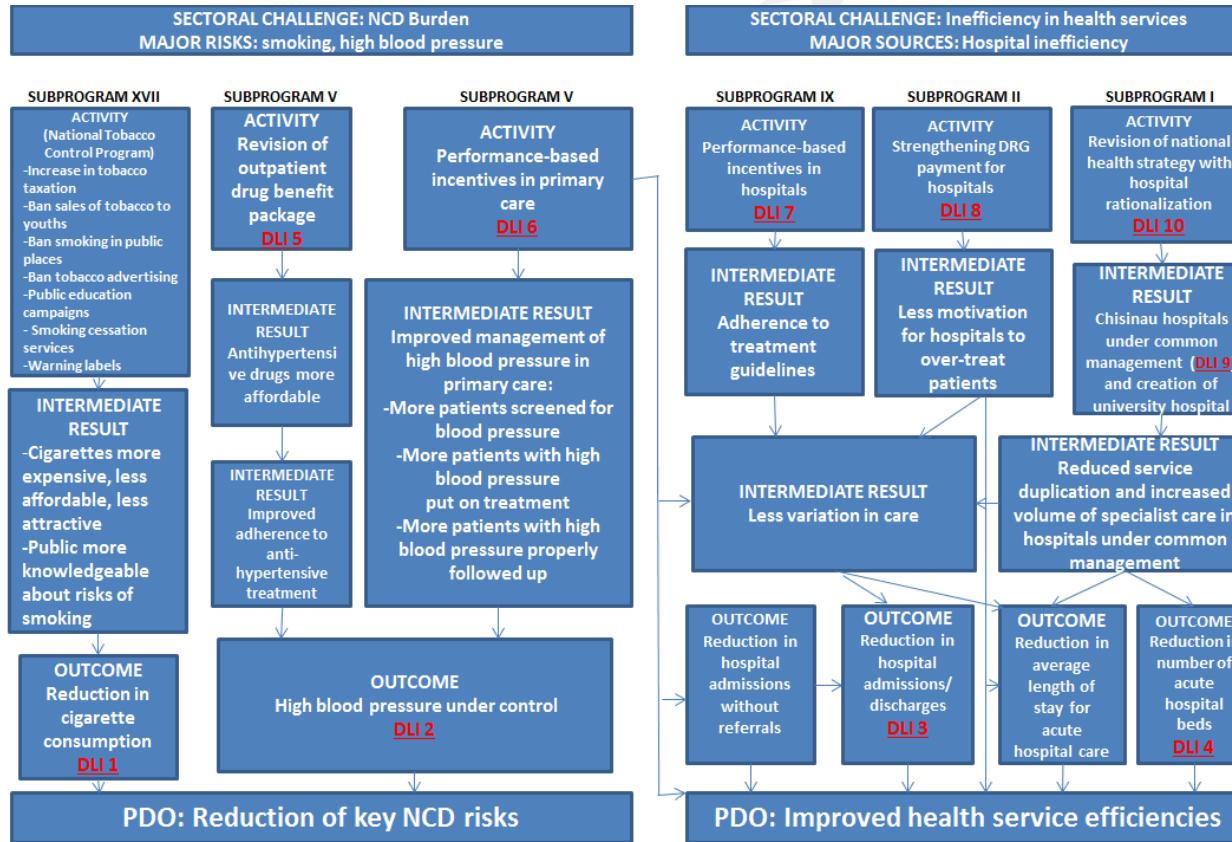 SECTORAL CHALLENGE: NCD Burden
MAJOR RISKS: smoking, high blood pressure
SUBPROGRAM XVII
ACTIVITY
(National Tobacco
Control Program)
-Increase in tobacco
taxation
-Ban sales of tobacco to
youths
-Ban smoking in public
places
-Ban tobacco advertising
-Public education
campaigns
- Smoking cessation
services
-Warning labels
INTERMEDIATE
RESULT
-Cigarettes more
expensive, less
affordable, less
attractive
-Public more
knowledgeable
about risks of
smoking
OUTCOME
Reduction in
cigarette
consumption
DLI 1
SUBPROGRAM V
ACTIVITY
Revision of
outpatient
drug benefit
package
DLI 5
INTERMEDIATE
RESULT
Antihypertensi
ve drugs more
affordable
INTERMEDIATE
RESULT
Improved
adherence to
anti-
hypertensive
treatment
SUBPROGRAM V
ACTIVITY
Performance-based
incentives in primary
care
DLI 6
INTERMEDIATE RESULT
Improved management of
high blood pressure in
primary care:
-More patients screened for
blood pressure
-More patients with high
blood pressure
put on treatment
-More patients with high
blood pressure properly
followed up
OUTCOME
High blood pressure under control
DLI 2
PDO: Reduction of key NCD risks
SECTORAL CHALLENGE: Inefficiency in health services
MAJOR SOURCES: Hospital inefficiency
SUBPROGRAM IX
ACTIVITY
Performance-based
incentives in
hospitals
DLI 7
INTERMEDIATE
RESULT
Adherence to
treatment
guidelines
SUBPROGRAM II
ACTIVITY
Strengthening DRG
payment for
hospitals
DLI 8
INTERMEDIATE
RESULT
Less motivation
for hospitals to
over-treat
patients
SUBPROGRAM I
ACTIVITY
Revision of national
health strategy with
hospital
rationalization
DLI 10
INTERMEDIATE
RESULT
Chisinau hospitals
under common
management (DLI 9
and creation of
university hospital
INTERMEDIATE RESULT
Less variation in care
INTERMEDIATE RESULT
Reduced service
duplication and increased
volume of specialist care in
hospitals under common
management
OUTCOME
Reduction in
hospital
admissions
without
referrals
OUTCOME
Reduction in
hospital
admissions/
discharges
DLI 3
OUTCOME
Reduction in
average
length of
stay for
acute
hospital care
OUTCOME
Reduction i
number of
acute
hospital
beds
DLI 4
PDO: Improved health service efficiencies